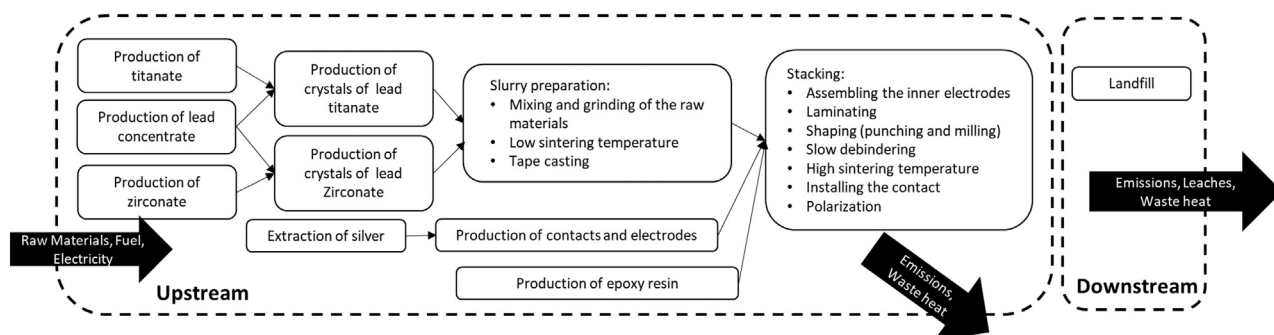 Production of
titanate
Production of lead
concentrate
Production of
zirconate
Raw Materials, Fuel,
Electricity
Production of
crystals of lead
titanate
Production of
crystals of lead
Zirconate
Extraction of silver
Slurry preparation:
• Mixing and grinding of the raw
materials
• Low sintering temperature
• Tape casting
Production of contacts and electrodes
Production of epoxy resin
Stacking:
• Assembling the inner electrodes
• Laminating
• Shaping (punching and milling)
• Slow debindering
• High sintering temperature
• Installing the contact
• Polarization
Emissions,
Waste heat
Upstream
Landfill
Emissions, Leaches,
Waste heat
Downstream